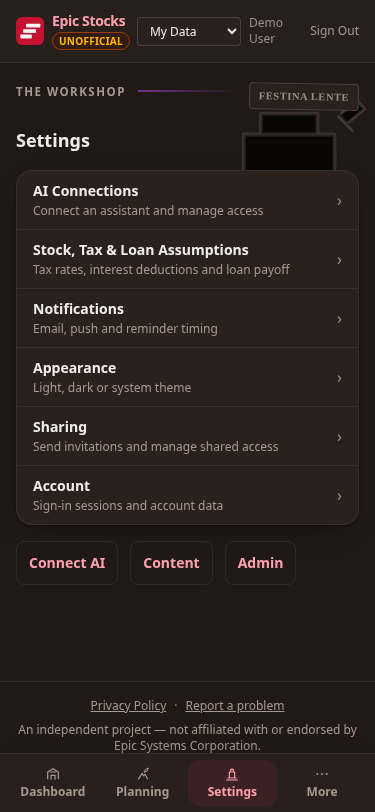 Epic Stocks
UNOFFICIAL
My Data
Demo User
Sign Out
THE WORKSHOP
FESTINA LENTE
Settings
AI Connections
Connect an assistant and manage access
Stock, Tax & Loan Assumptions
Tax rates, interest deductions and loan payoff
Notifications
Email, push and reminder timing
Appearance
Light, dark or system theme
Sharing
Send invitations and manage shared access
Account
Sign-in sessions and account data
Connect AI
Content
Admin
Privacy Policy · Report a problem
An independent project — not affiliated with or endorsed by
Epic Systems Corporation.
Dashboard
Planning
Settings
More